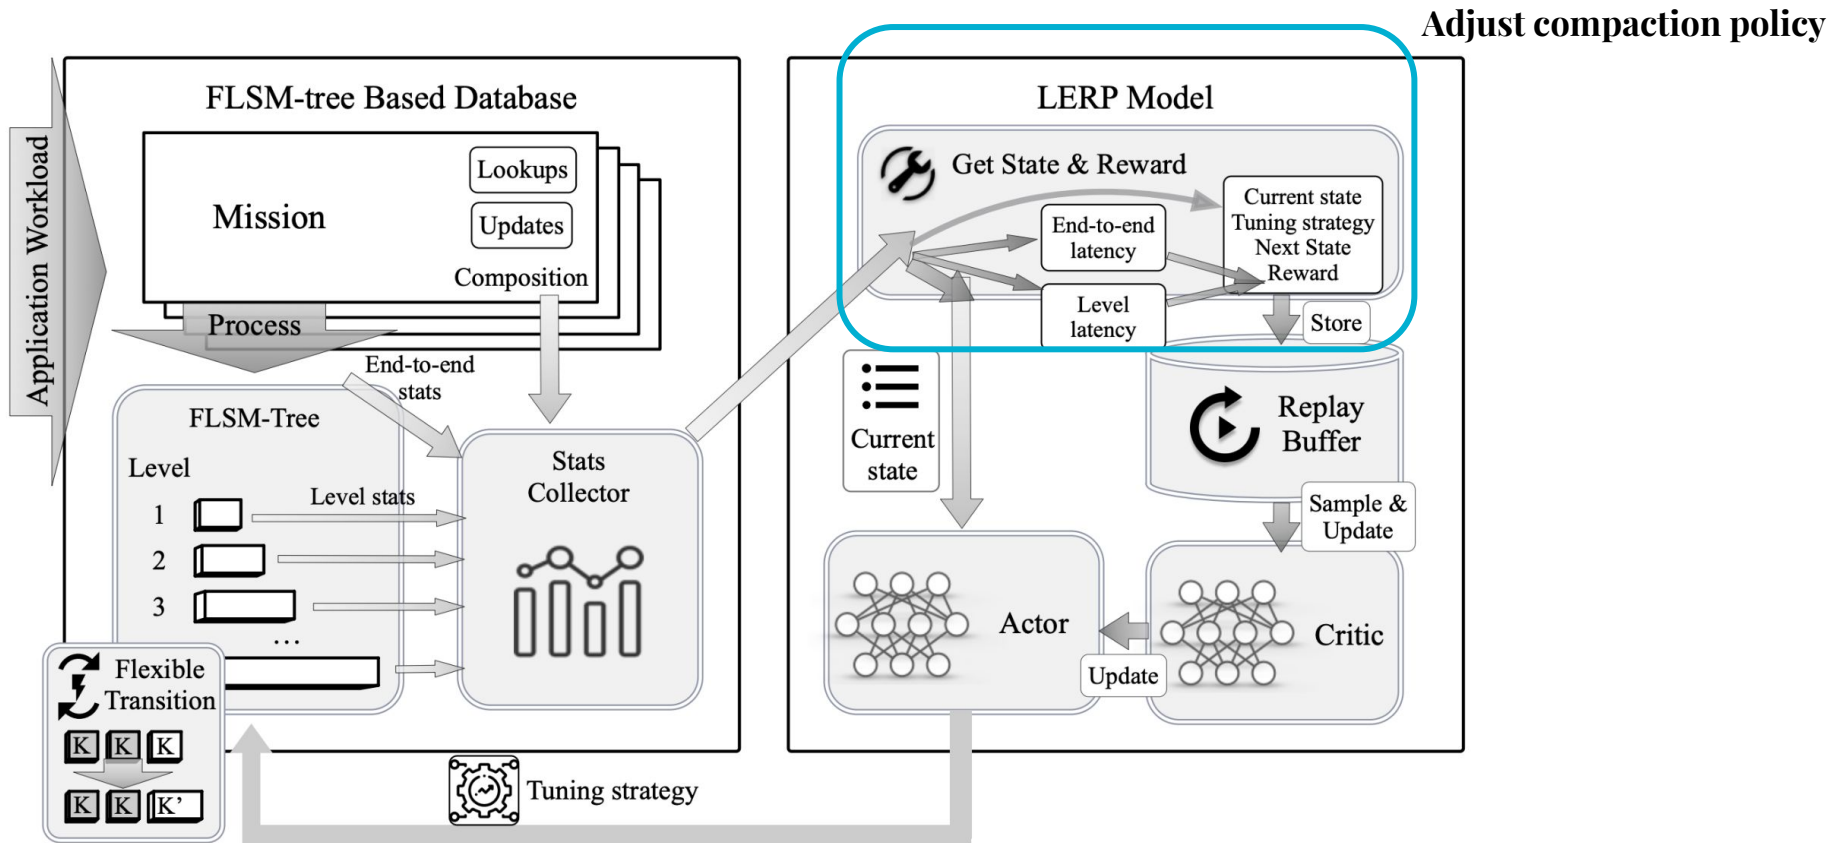 Adjust compaction policy
Application Workload
FLSM-tree Based Database
Mission
Lookups
Updates
Composition
Process
End-to-end
stats
FLSM-Tree
Level
1
2
3
...
Level stats
Stats
Collector
Flexible
Transition
K K K
K K K’
Tuning strategy
LERP Model
Get State & Reward
End-to-end
latency
Level
latency
Current state
Tuning strategy
Next State
Reward
Store
Current
state
Replay
Buffer
Sample &
Update
Actor
Update
Critic